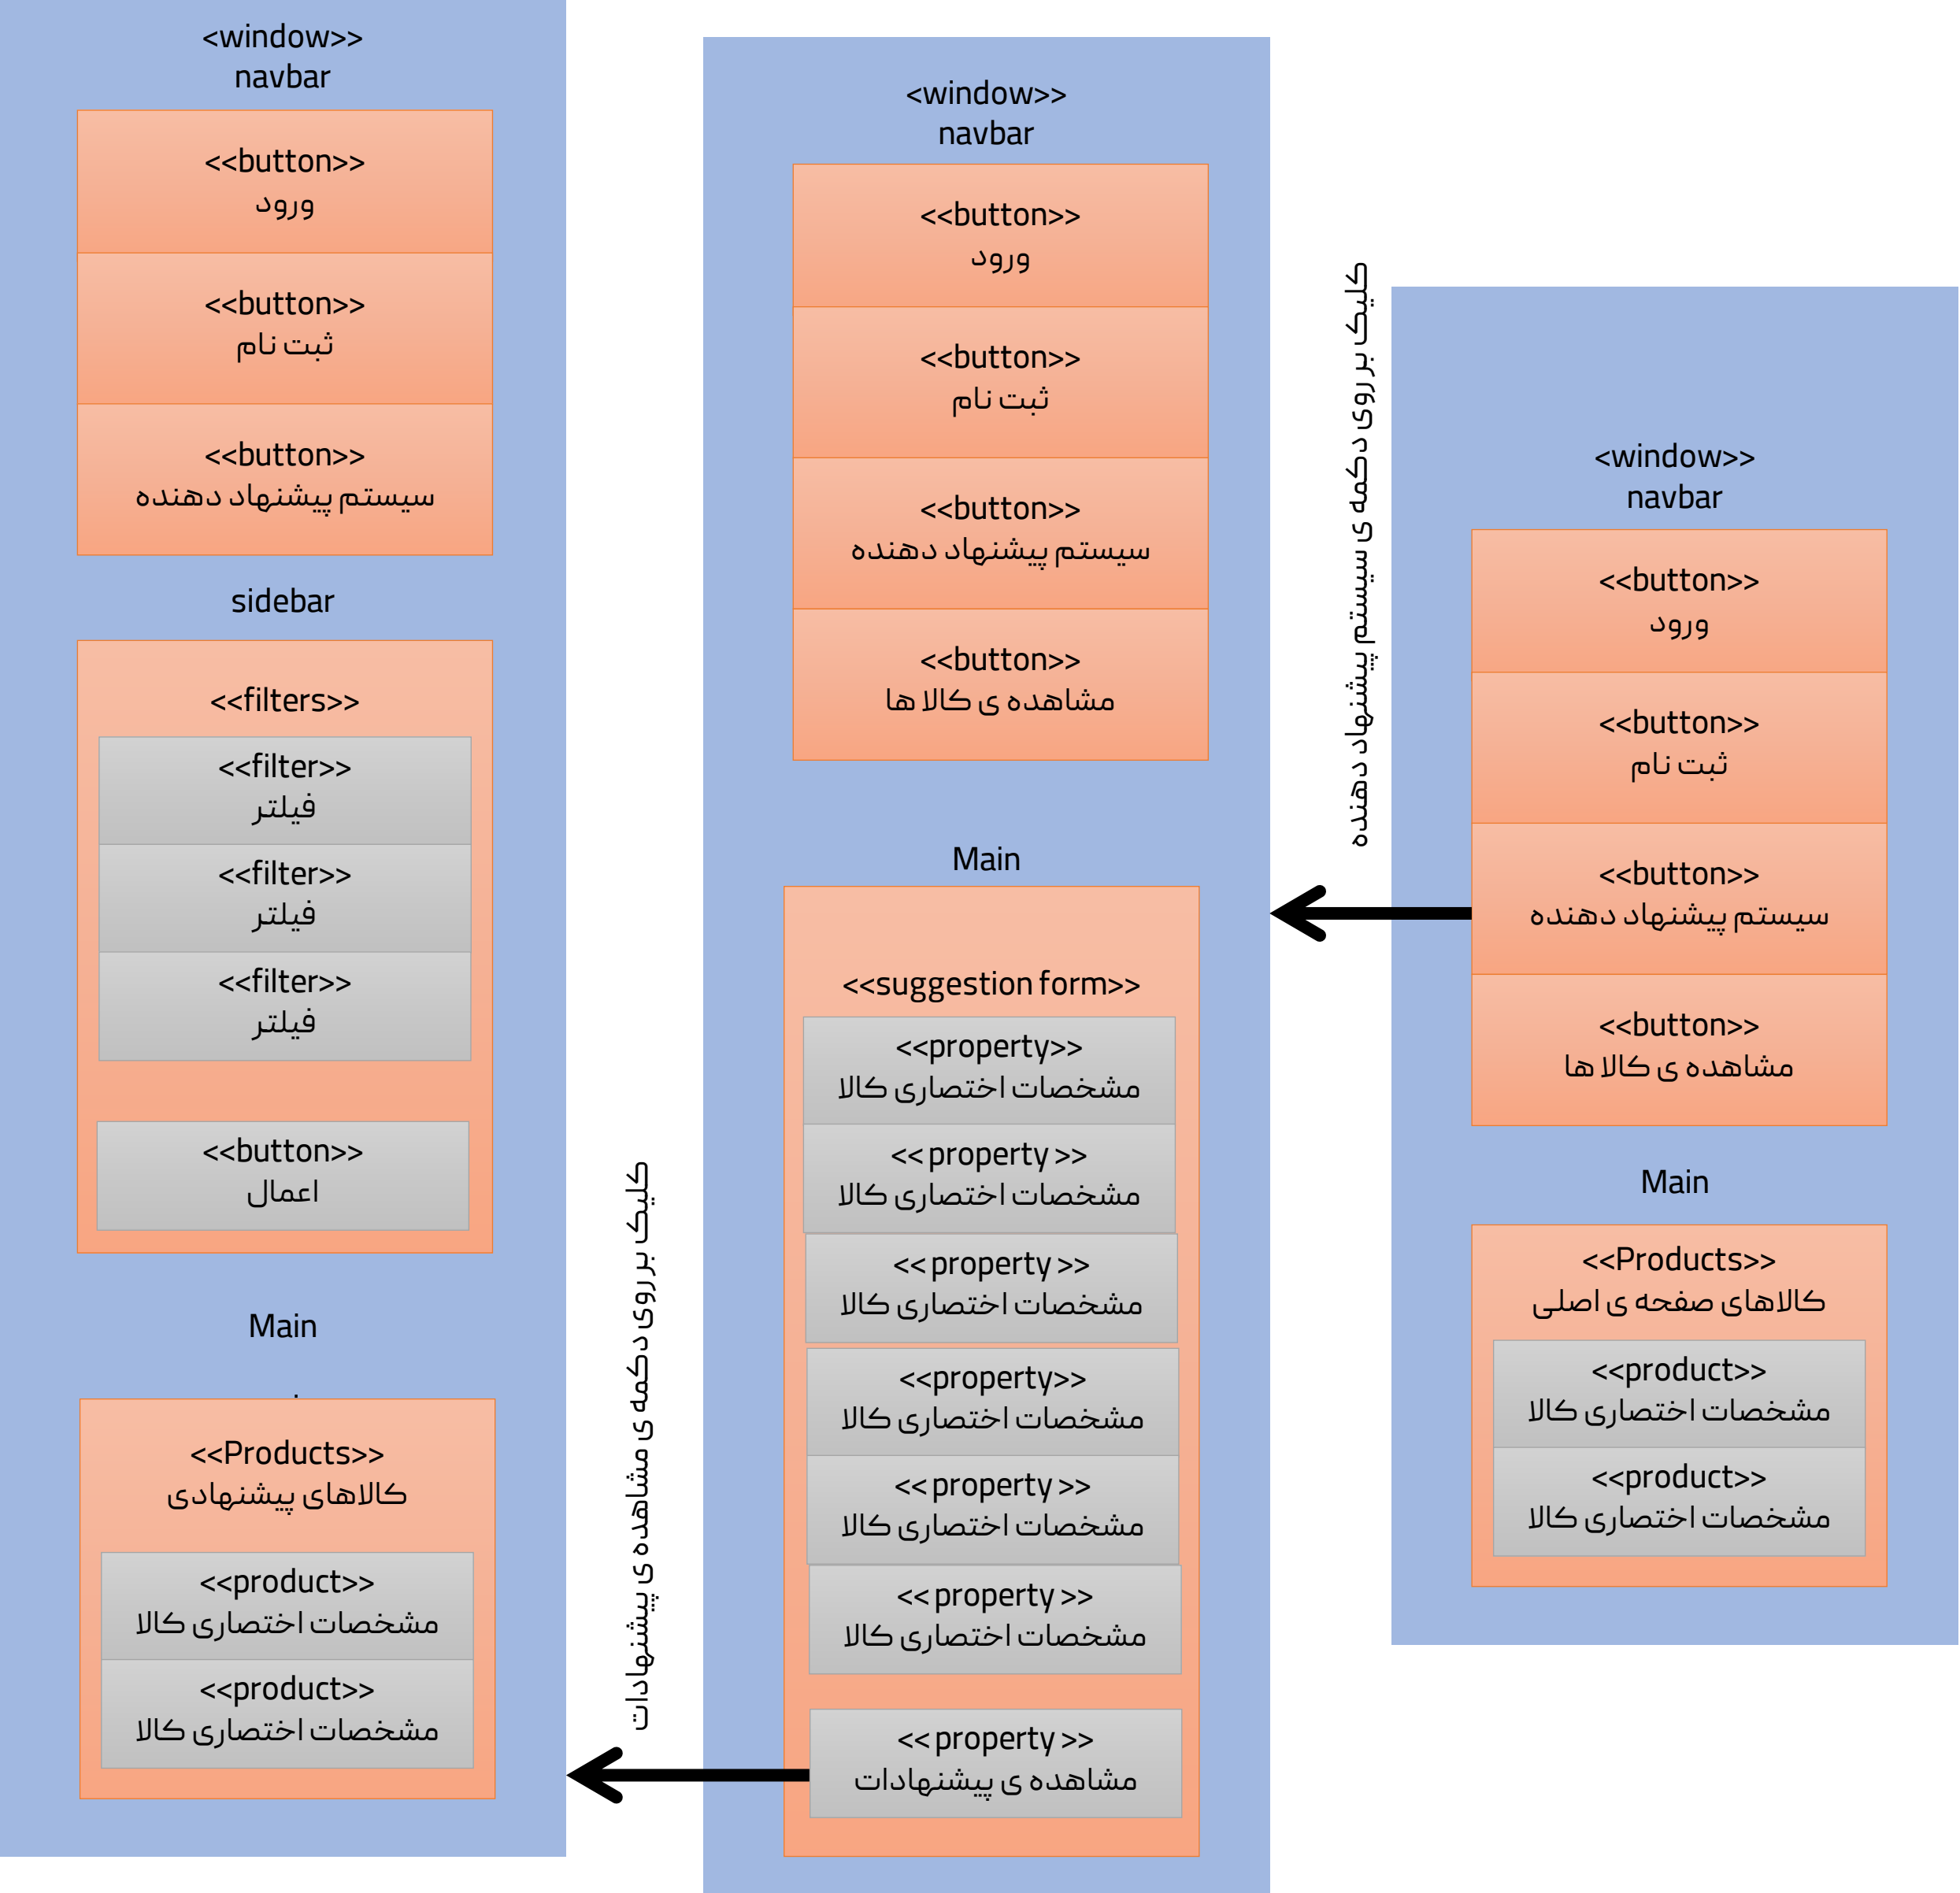 <window>>
navbar
<<button>>
ورود
<<button>>
ثبت نام
<<button>>
سیستم پیشنهاد دهنده
<<button>>
مشاهده ی کالا ها
Main
<<Products>>
کالاهای صفحه ی اصلی
<<product>>
مشخصات اختصاری کالا
<<product>>
مشخصات اختصاری کالا
کلیک بر روی دکمه ی سیستم پیشنهاد دهنده
<window>>
navbar
<<button>>
ورود
<<button>>
ثبت نام
<<button>>
سیستم پیشنهاد دهنده
<<button>>
مشاهده ی کالا ها
Main
<<suggestion form>>
<<property>>
مشخصات اختصاری کالا
<< property >>
مشخصات اختصاری کالا
<< property >>
مشخصات اختصاری کالا
<<property>>
مشخصات اختصاری کالا
<< property >>
مشخصات اختصاری کالا
<< property >>
مشخصات اختصاری کالا
<< property >>
مشاهده ی پیشنهادات
کلیک بر روی دکمه ی مشاهده ی پیشنهادات
<window>>
navbar
<<button>>
ورود
<<button>>
ثبت نام
<<button>>
سیستم پیشنهاد دهنده
sidebar
<<filters>>
<<filter>>
فیلتر
<<filter>>
فیلتر
<<filter>>
فیلتر
<<button>>
اعمال
Main
<<Products>>
کالاهای پیشنهادی
<<product>>
مشخصات اختصاری کالا
<<product>>
مشخصات اختصاری کالا